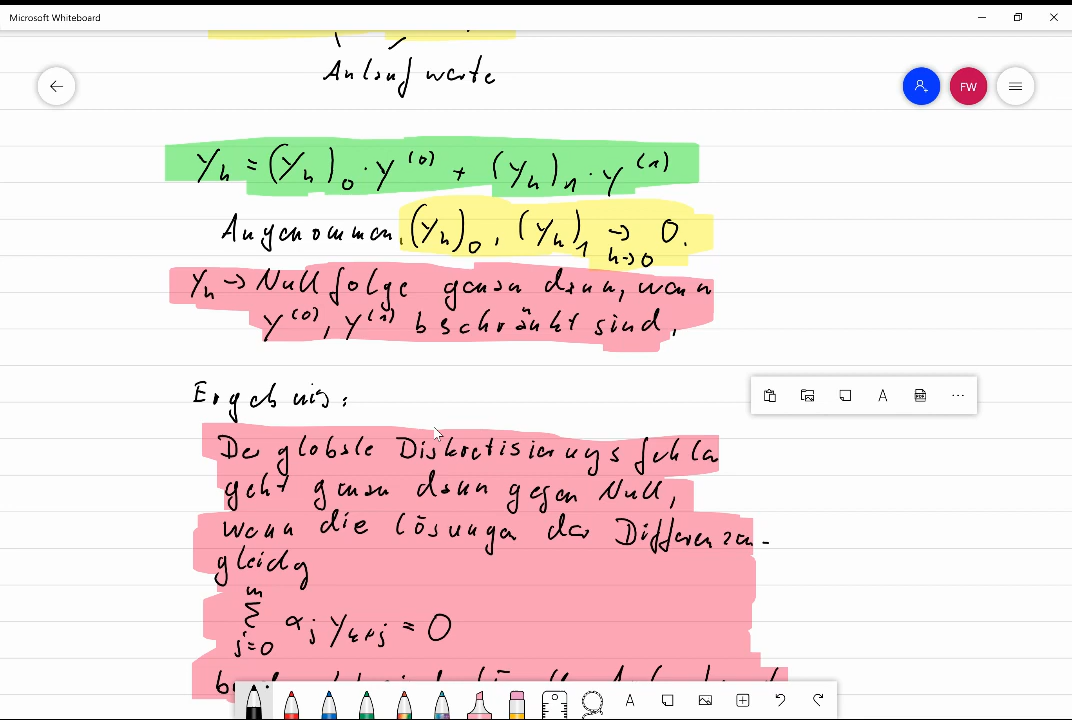 Microsoft Whiteboard
Anlaufwerte
FW
y_h = (y_h)_0 · y^(0) + (y_h)_1 · y^(1)
Angenommen, (y_h)_0, (y_h)_1 → 0.
h→0
y_h → Nullfolge genau dann, wenn
y^(0), y^(1) beschränkt sind,
Ergebnis:
Der globale Diskretisierungsfehler
geht genau dann gegen Null,
wenn die Lösungen der Differenzen-
gleichg
m
Σ α_j y_{k+j} = 0
j=0
A
A